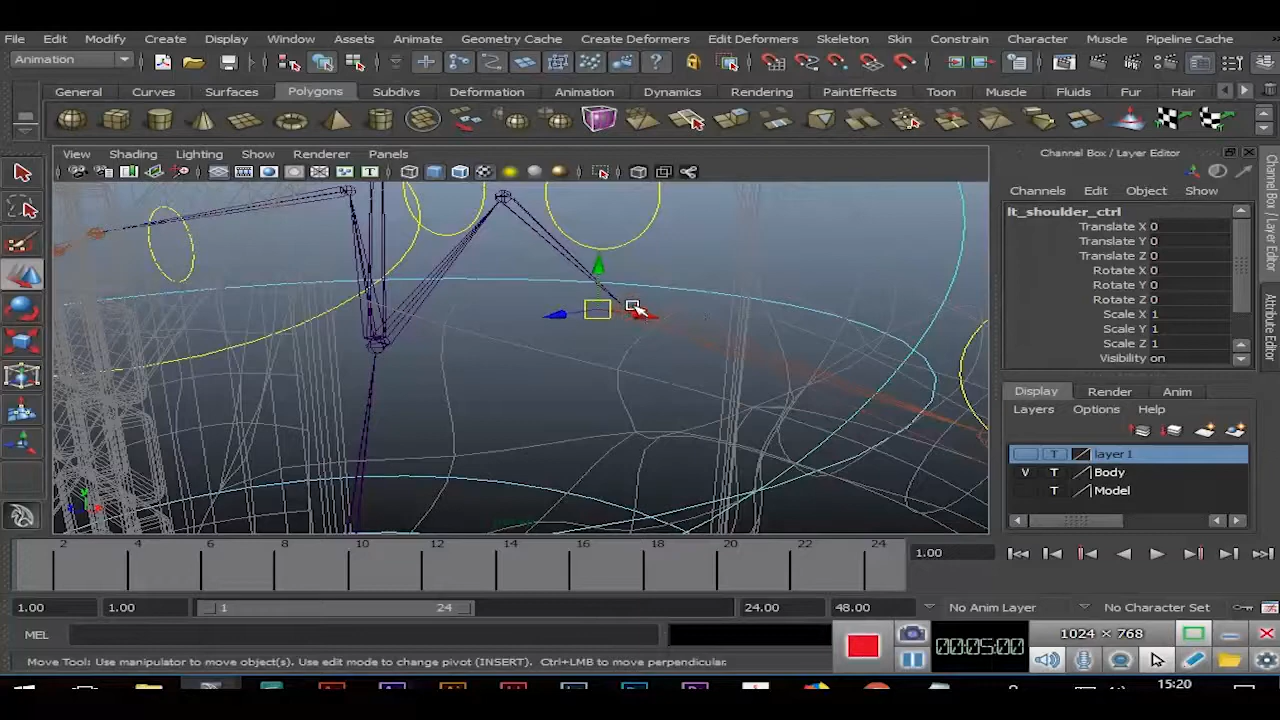 File Edit Modify Create Display Window Assets Animate Geometry Cache Create Deformers Edit Deformers Skeleton Skin Constrain Character Muscle Pipeline Cache
Animation
General Curves Surfaces Polygons Subdivs Deformation Animation Dynamics Rendering PaintEffects Toon Muscle Fluids Fur Hair
View Shading Lighting Show Renderer Panels
Channel Box / Layer Editor
Channels Edit Object Show
lt_shoulder_ctrl
Translate X 0
Translate Y 0
Translate Z 0
Rotate X 0
Rotate Y 0
Rotate Z 0
Scale X 1
Scale Y 1
Scale Z 1
Visibility on
Display Render Anim
Layers Options Help
T layer1
V T Body
T Model
Channel Box / Layer Editor
Attribute Editor
2 4 6 8 10 12 14 16 18 20 22 24
1.00
1.00 1.00 1 24 24.00 48.00 No Anim Layer No Character Set
MEL
00:05:00
1024 × 768
Move Tool: Use manipulator to move object(s). Use edit mode to change pivot (INSERT). Ctrl+LMB to move perpendicular.
15:20